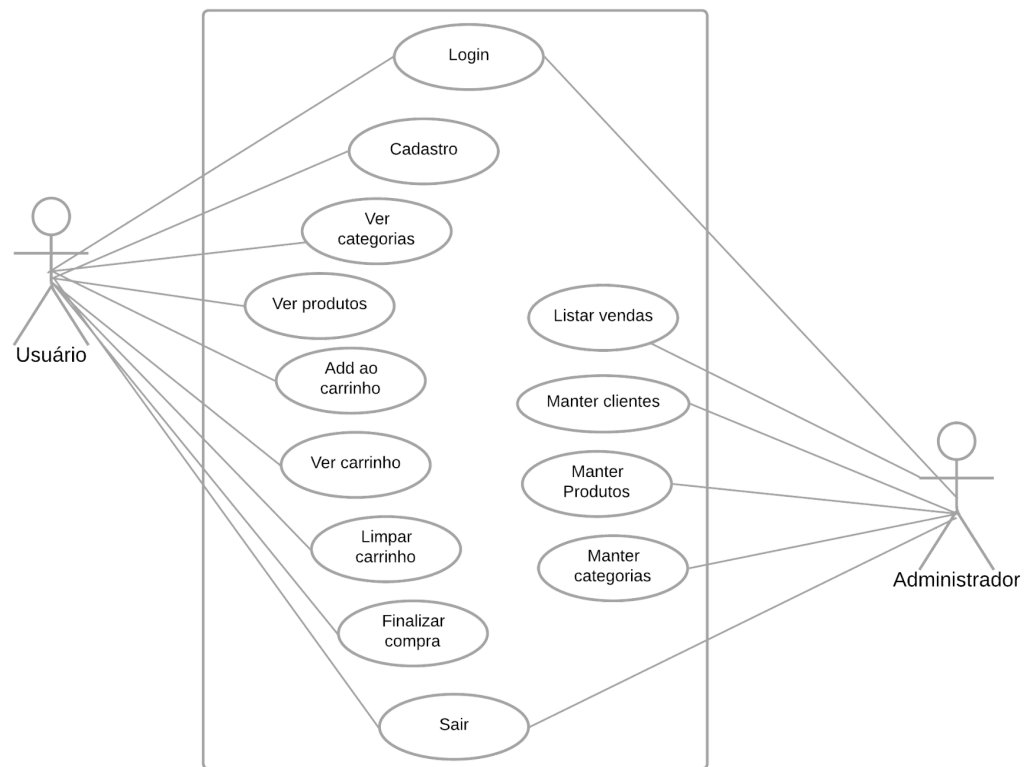 Login
Cadastro
Ver
categorias
Ver produtos
Listar vendas
Usuário
Add ao
carrinho
Manter clientes
Ver carrinho
Manter
Produtos
Limpar
carrinho
Manter
categorias
Administrador
Finalizar
compra
Sair